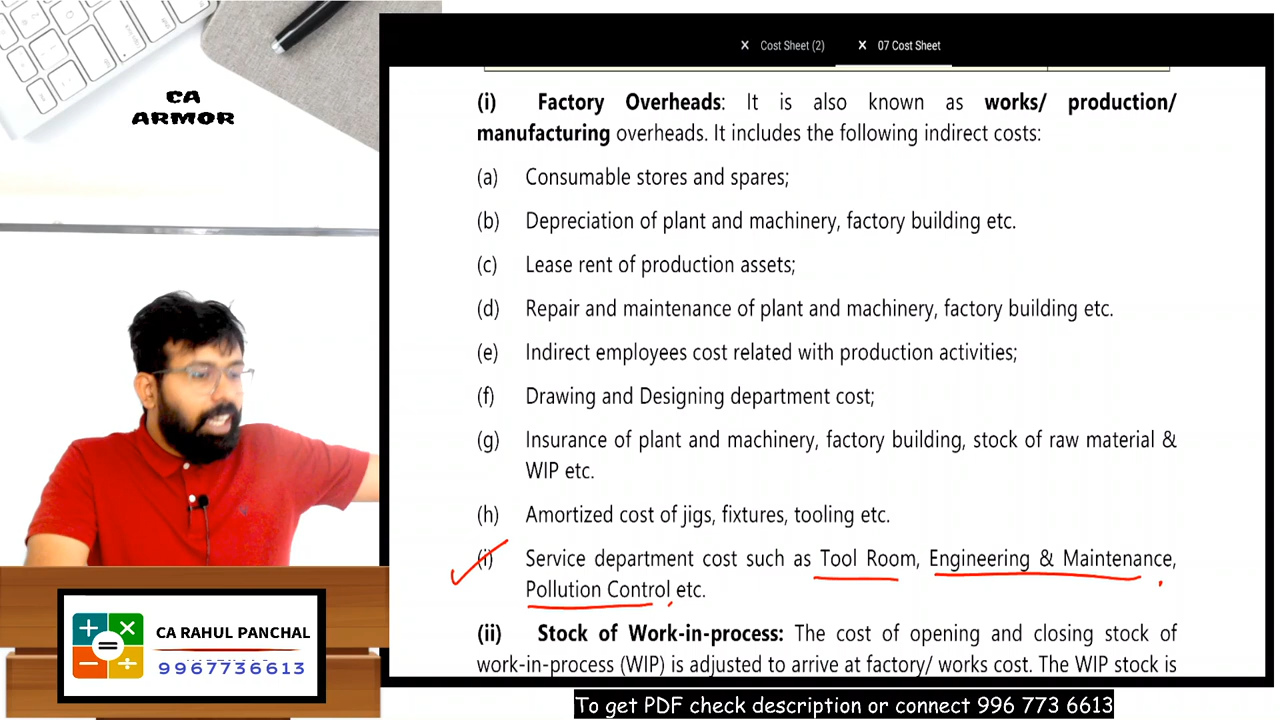 CA
ARMOR
× Cost Sheet (2) × 07 Cost Sheet
(i) Factory Overheads: It is also known as works/ production/
manufacturing overheads. It includes the following indirect costs:
(a) Consumable stores and spares;
(b) Depreciation of plant and machinery, factory building etc.
(c) Lease rent of production assets;
(d) Repair and maintenance of plant and machinery, factory building etc.
(e) Indirect employees cost related with production activities;
(f) Drawing and Designing department cost;
(g) Insurance of plant and machinery, factory building, stock of raw material &
WIP etc.
(h) Amortized cost of jigs, fixtures, tooling etc.
(i) Service department cost such as Tool Room, Engineering & Maintenance,
Pollution Control etc.
(ii) Stock of Work-in-process: The cost of opening and closing stock of
work-in-process (WIP) is adjusted to arrive at factory/ works cost. The WIP stock is
CA RAHUL PANCHAL
9967736613
To get PDF check description or connect 996 773 6613